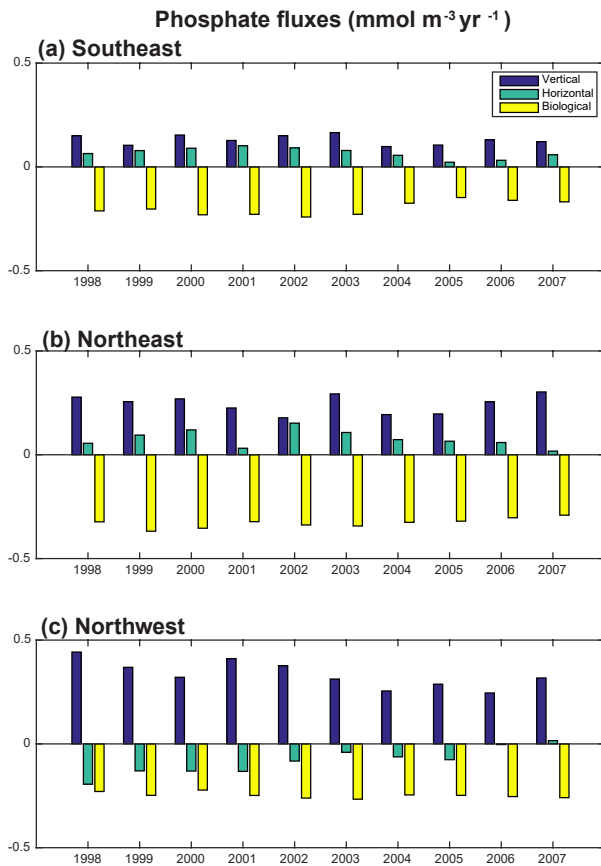 Phosphate fluxes (mmol m⁻³ yr ⁻¹)
(a) Southeast
0.5
Vertical
Horizontal
Biological
0
-0.5
1998 1999 2000 2001 2002 2003 2004 2005 2006 2007
(b) Northeast
0.5
0
-0.5
1998 1999 2000 2001 2002 2003 2004 2005 2006 2007
(c) Northwest
0.5
0
-0.5
1998 1999 2000 2001 2002 2003 2004 2005 2006 2007